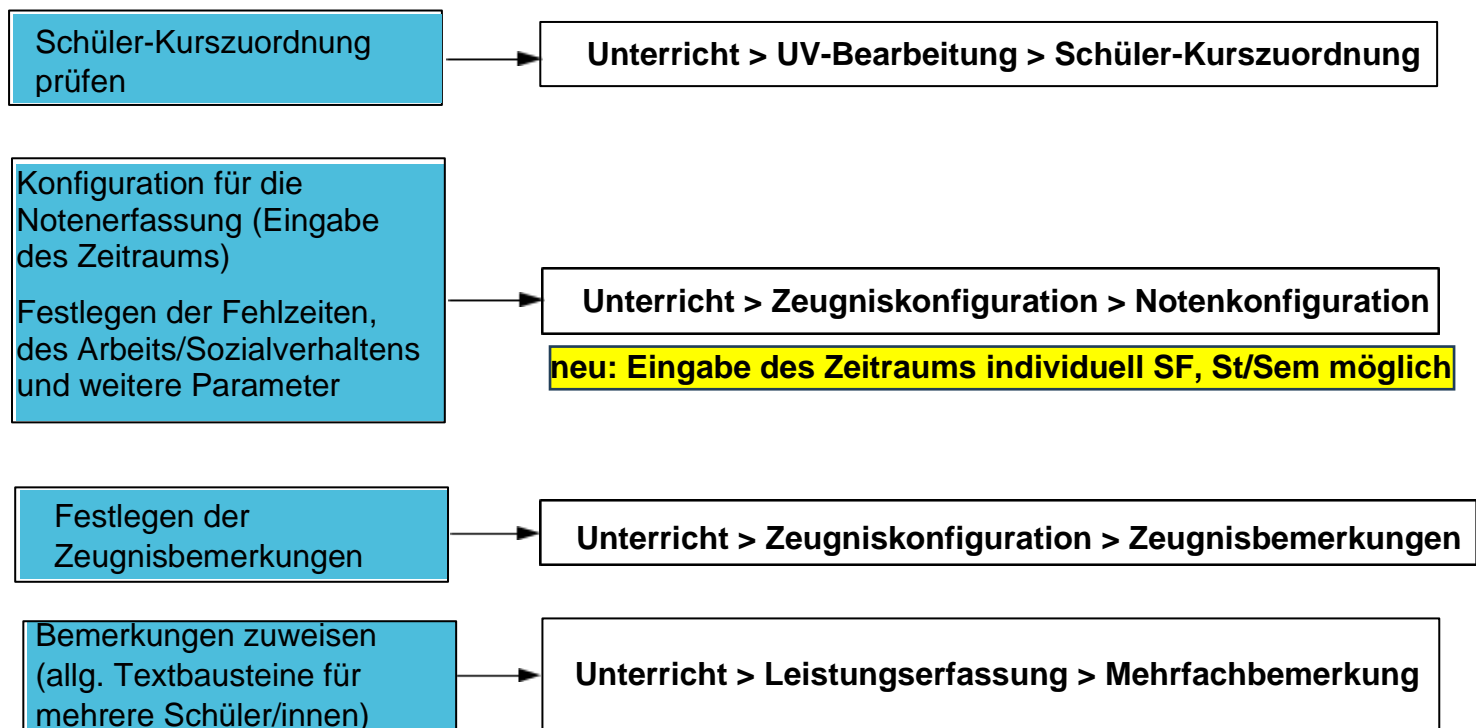 Schüler-Kurszuordnung
prüfen
Unterricht > UV-Bearbeitung > Schüler-Kurszuordnung
Konfiguration für die
Notenerfassung (Eingabe
des Zeitraums)
Festlegen der Fehlzeiten,
des Arbeits/Sozialverhaltens
und weitere Parameter
Unterricht > Zeugniskonfiguration > Notenkonfiguration
neu: Eingabe des Zeitraums individuell SF, St/Sem möglich
Festlegen der
Zeugnisbemerkungen
Unterricht > Zeugniskonfiguration > Zeugnisbemerkungen
Bemerkungen zuweisen
(allg. Textbausteine für
mehrere Schüler/innen)
Unterricht > Leistungserfassung > Mehrfachbemerkung